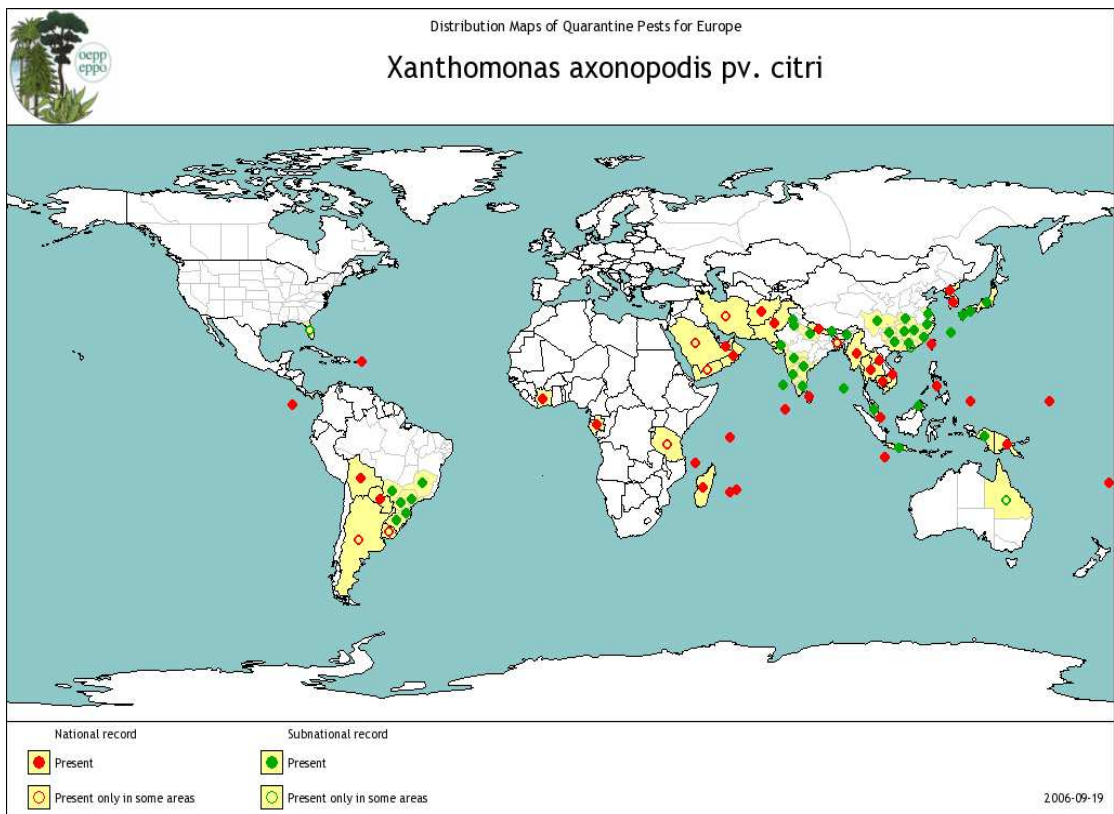 oepp
eppo
Distribution Maps of Quarantine Pests for Europe
Xanthomonas axonopodis pv. citri
National record
Subnational record
Present
Present
Present only in some areas
Present only in some areas
2006-09-19